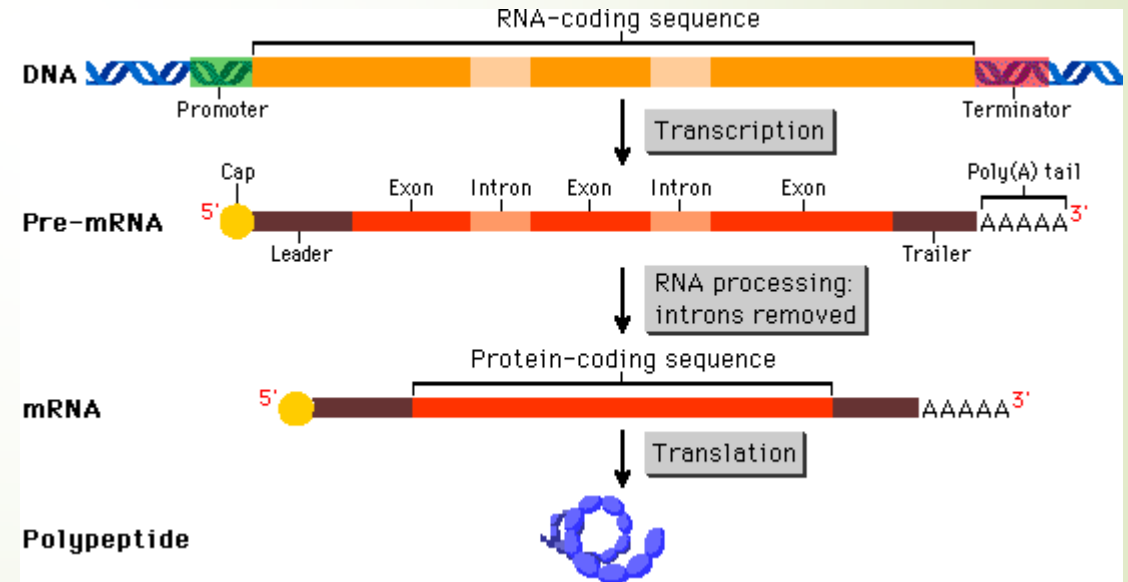 RNA-coding sequence
DNA
Promoter
Terminator
Transcription
Cap
Exon
Intron
Exon
Intron
Exon
Poly(A) tail
Pre-mRNA
5'
AAAAA
3'
Leader
Trailer
RNA processing:
introns removed
Protein-coding sequence
mRNA
5'
AAAAA
3'
Translation
Polypeptide